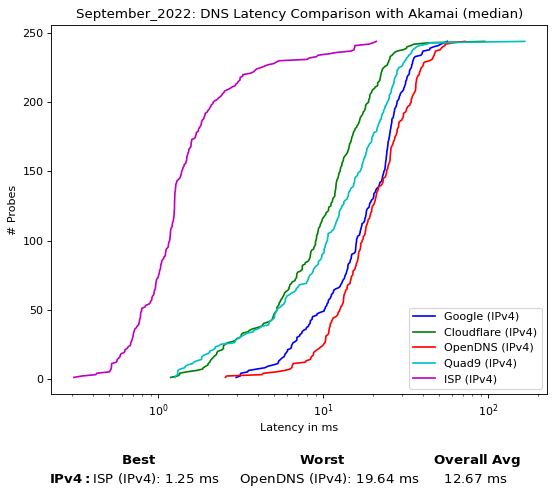 September_2022: DNS Latency Comparison with Akamai (median)
250
200
150
100
50
0
# Probes
10⁰
10¹
10²
Latency in ms
Google (IPv4)
Cloudflare (IPv4)
OpenDNS (IPv4)
Quad9 (IPv4)
ISP (IPv4)
Best Worst Overall Avg
IPv4: ISP (IPv4): 1.25 ms OpenDNS (IPv4): 19.64 ms 12.67 ms